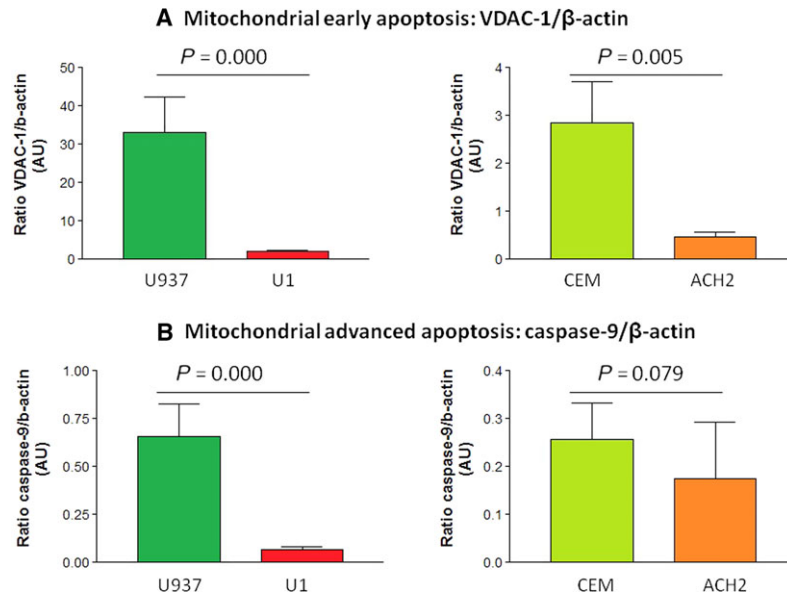 A Mitochondrial early apoptosis: VDAC-1/β-actin
P = 0.000
Ratio VDAC-1/b-actin
(AU)
50
40
30
20
10
0
U937
U1
P = 0.005
Ratio VDAC-1/b-actin
(AU)
4
3
2
1
0
CEM
ACH2
B Mitochondrial advanced apoptosis: caspase-9/β-actin
P = 0.000
Ratio caspase-9/b-actin
(AU)
1.00
0.75
0.50
0.25
0.00
U937
U1
P = 0.079
Ratio caspase-9/b-actin
(AU)
0.4
0.3
0.2
0.1
0.0
CEM
ACH2